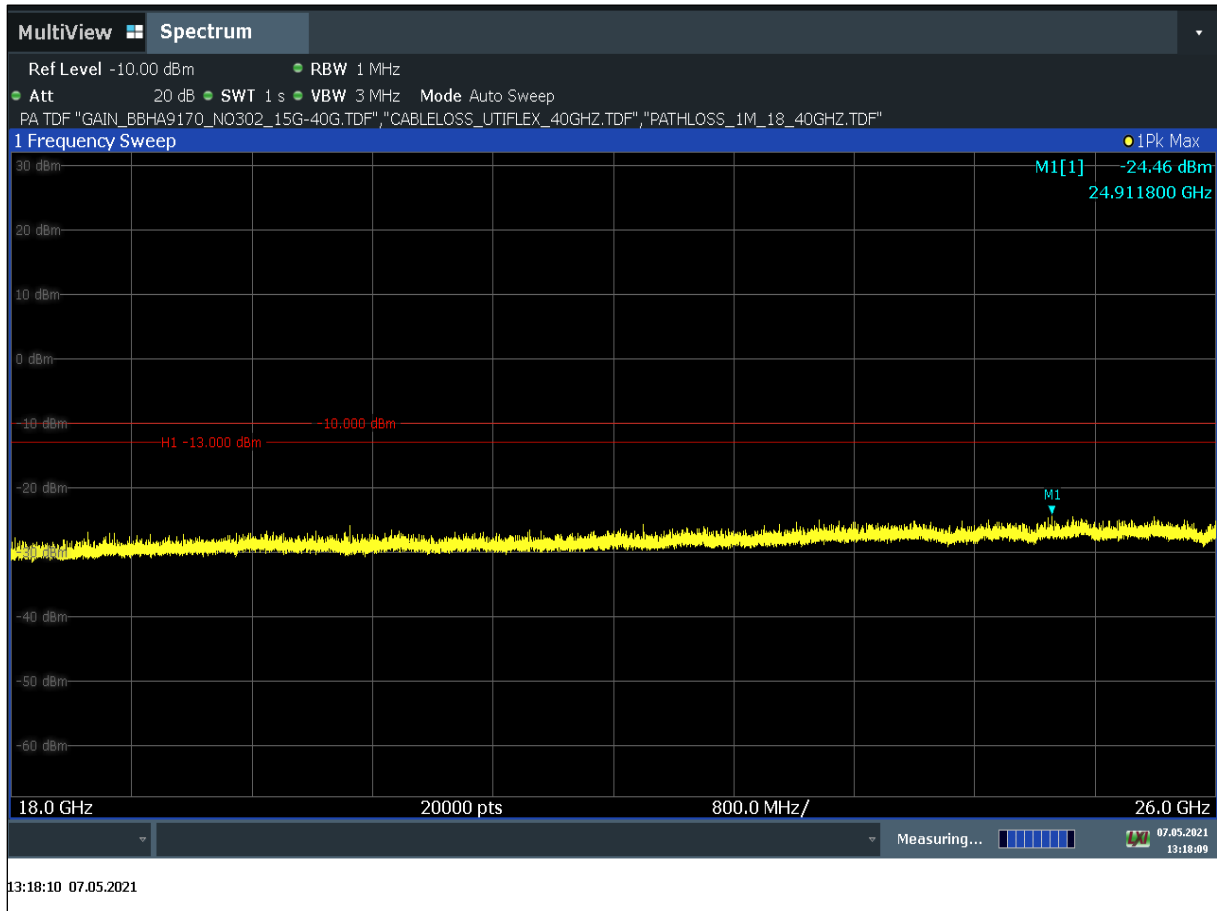 MultiView Spectrum
Ref Level -10.00 dBm RBW 1 MHz
Att 20 dB SWT 1 s VBW 3 MHz Mode Auto Sweep
PA TDF "GAIN_BBHA9170_NO302_15G-40G.TDF","CABLELOSS_UTIFLEX_40GHZ.TDF","PATHLOSS_1M_18_40GHZ.TDF"
1 Frequency Sweep 1Pk Max
30 dBm M1[1] -24.46 dBm
24.911800 GHz
20 dBm
10 dBm
0 dBm
-10 dBm -10.000 dBm
H1 -13.000 dBm
-20 dBm
M1
-30 dBm
-40 dBm
-50 dBm
-60 dBm
18.0 GHz 20000 pts 800.0 MHz/ 26.0 GHz
Measuring... LXI 07.05.2021
13:18:09
13:18:10 07.05.2021